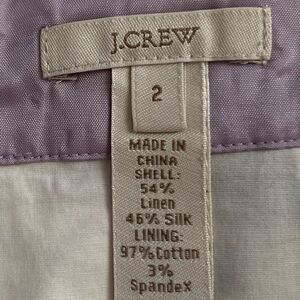 J.CREW
2
MADE IN
CHINA
SHELL:
54%
Linen
46% Silk
LINING:
97%Cotton
3%
Spandex